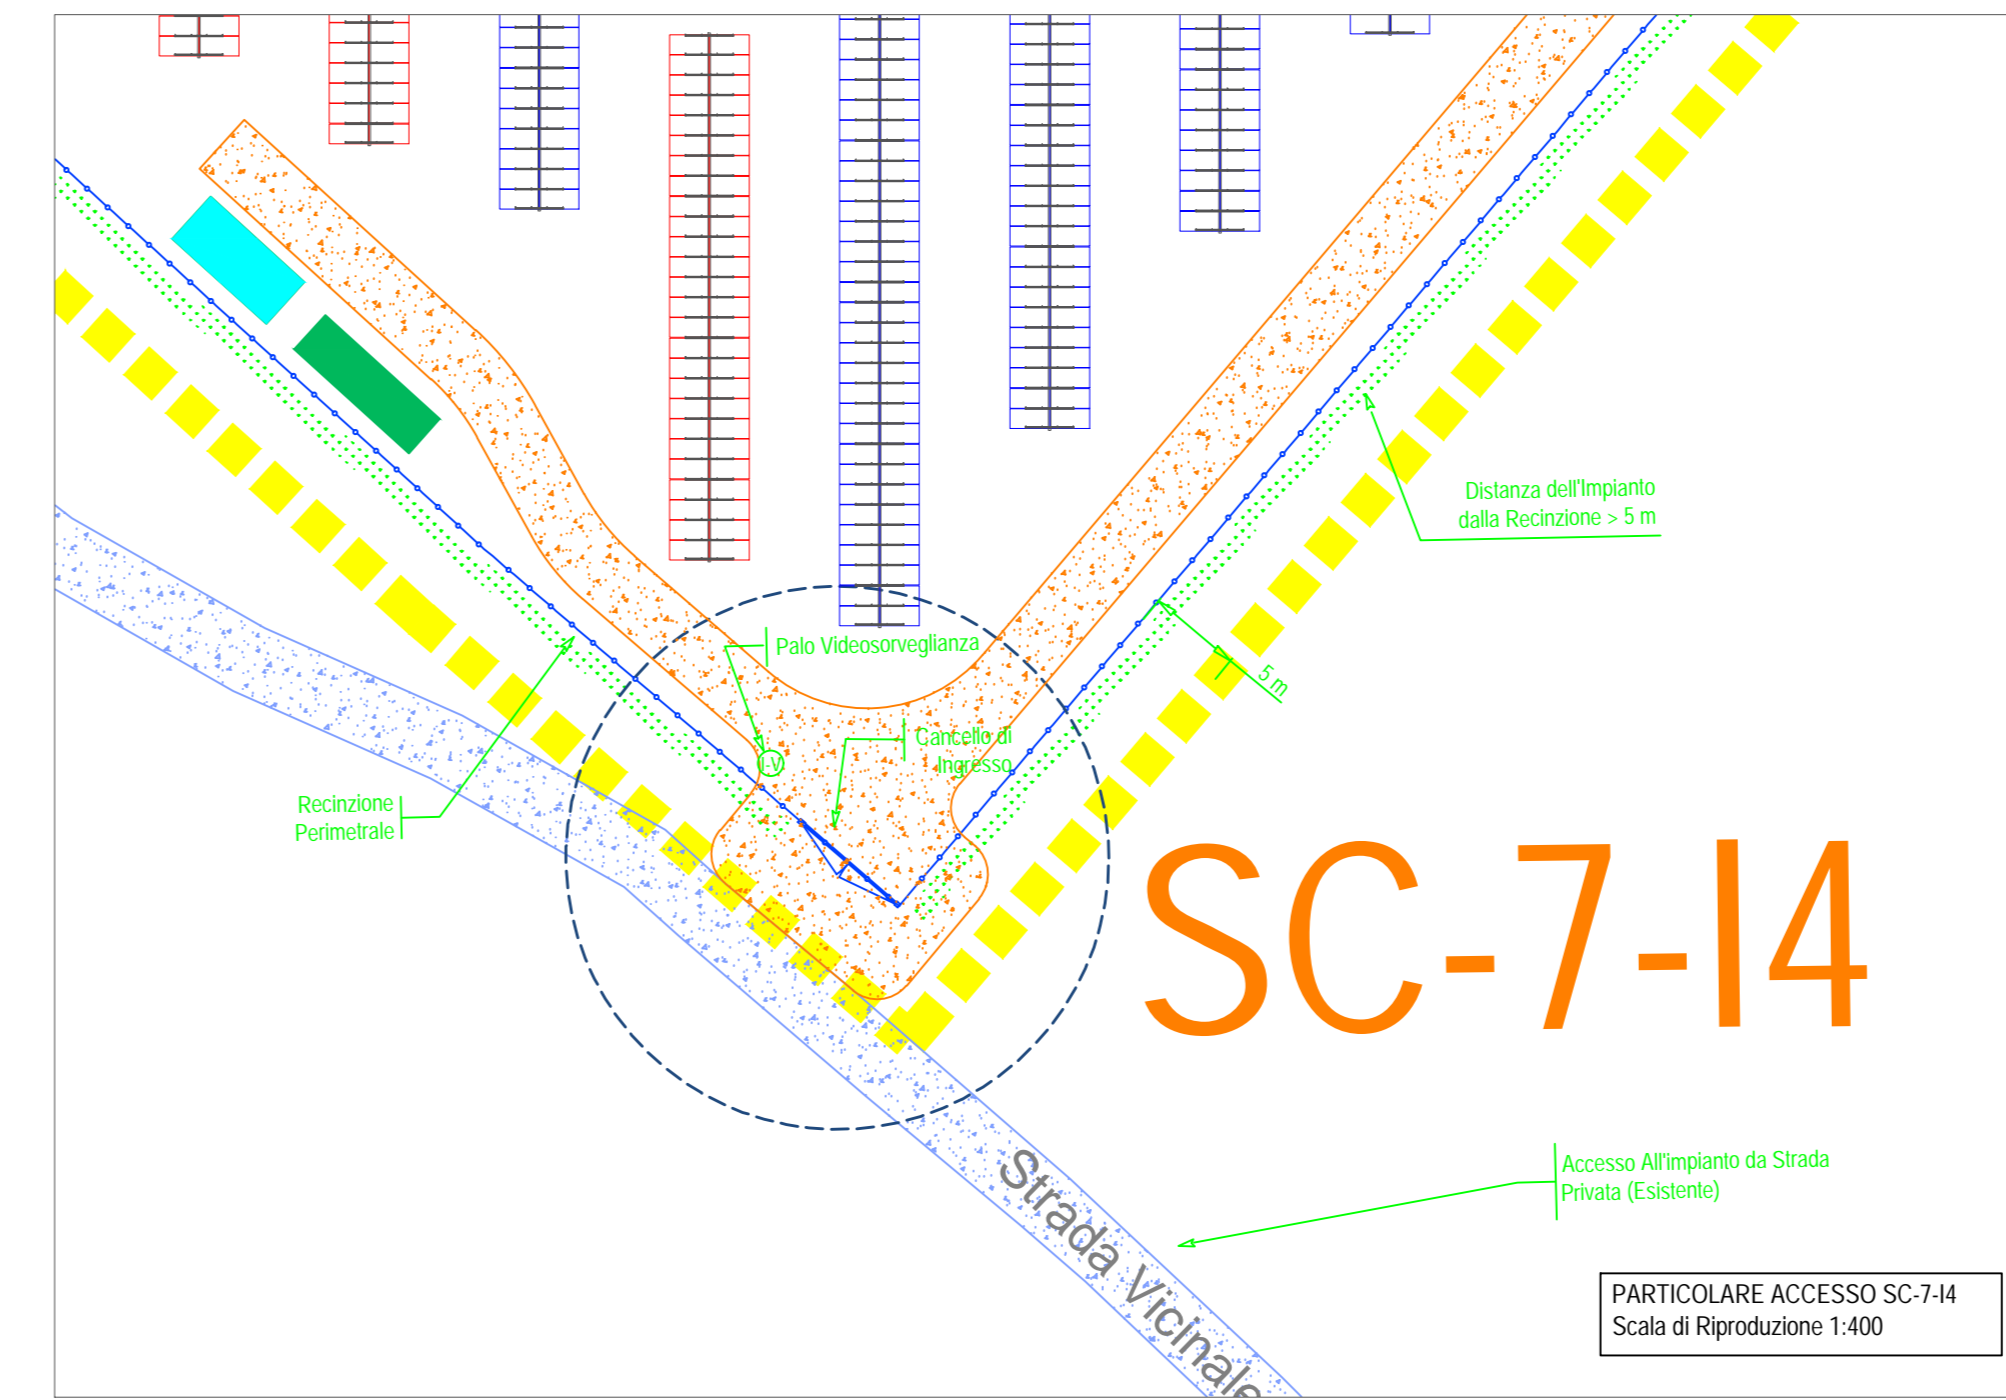 Distanza dell'Impianto
dalla Recinzione > 5 m
Palo Videosorveglianza
5 m
Cancello di
Ingresso
I-V
Recinzione
Perimetrale
SC-7-I4
Accesso All'impianto da Strada
Privata (Esistente)
Strada Vicinale
PARTICOLARE ACCESSO SC-7-I4
Scala di Riproduzione 1:400